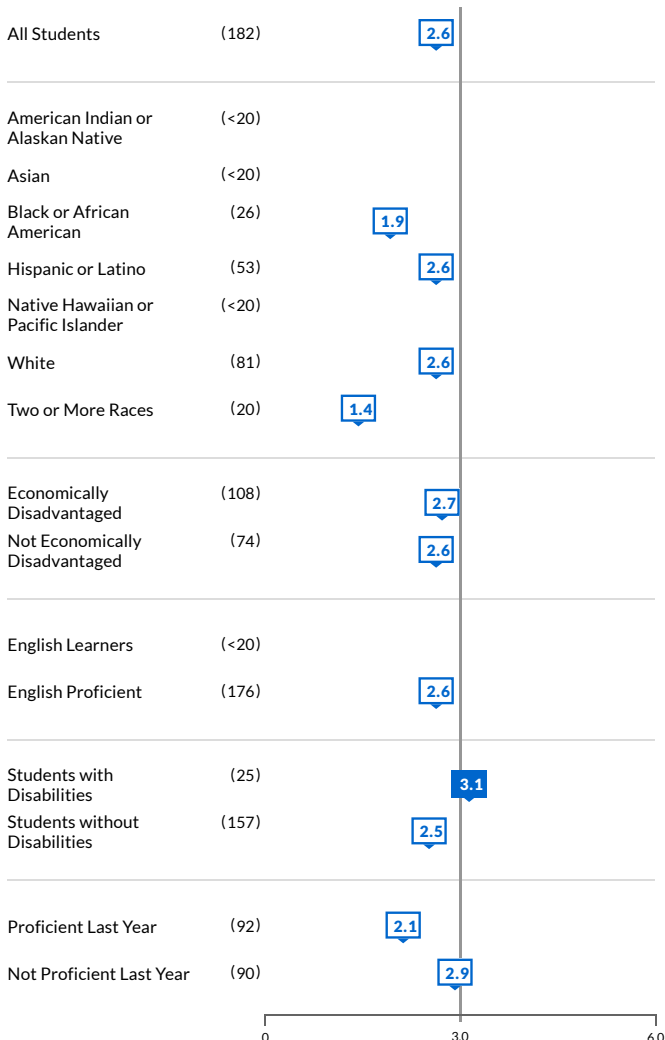 All Students (182) 2.6
American Indian or (<20)
Alaskan Native
Asian (<20)
Black or African (26) 1.9
American
Hispanic or Latino (53) 2.6
Native Hawaiian or (<20)
Pacific Islander
White (81) 2.6
Two or More Races (20) 1.4
Economically (108) 2.7
Disadvantaged
Not Economically (74) 2.6
Disadvantaged
English Learners (<20)
English Proficient (176) 2.6
Students with (25) 3.1
Disabilities
Students without (157) 2.5
Disabilities
Proficient Last Year (92) 2.1
Not Proficient Last Year (90) 2.9
0 3.0 6.0